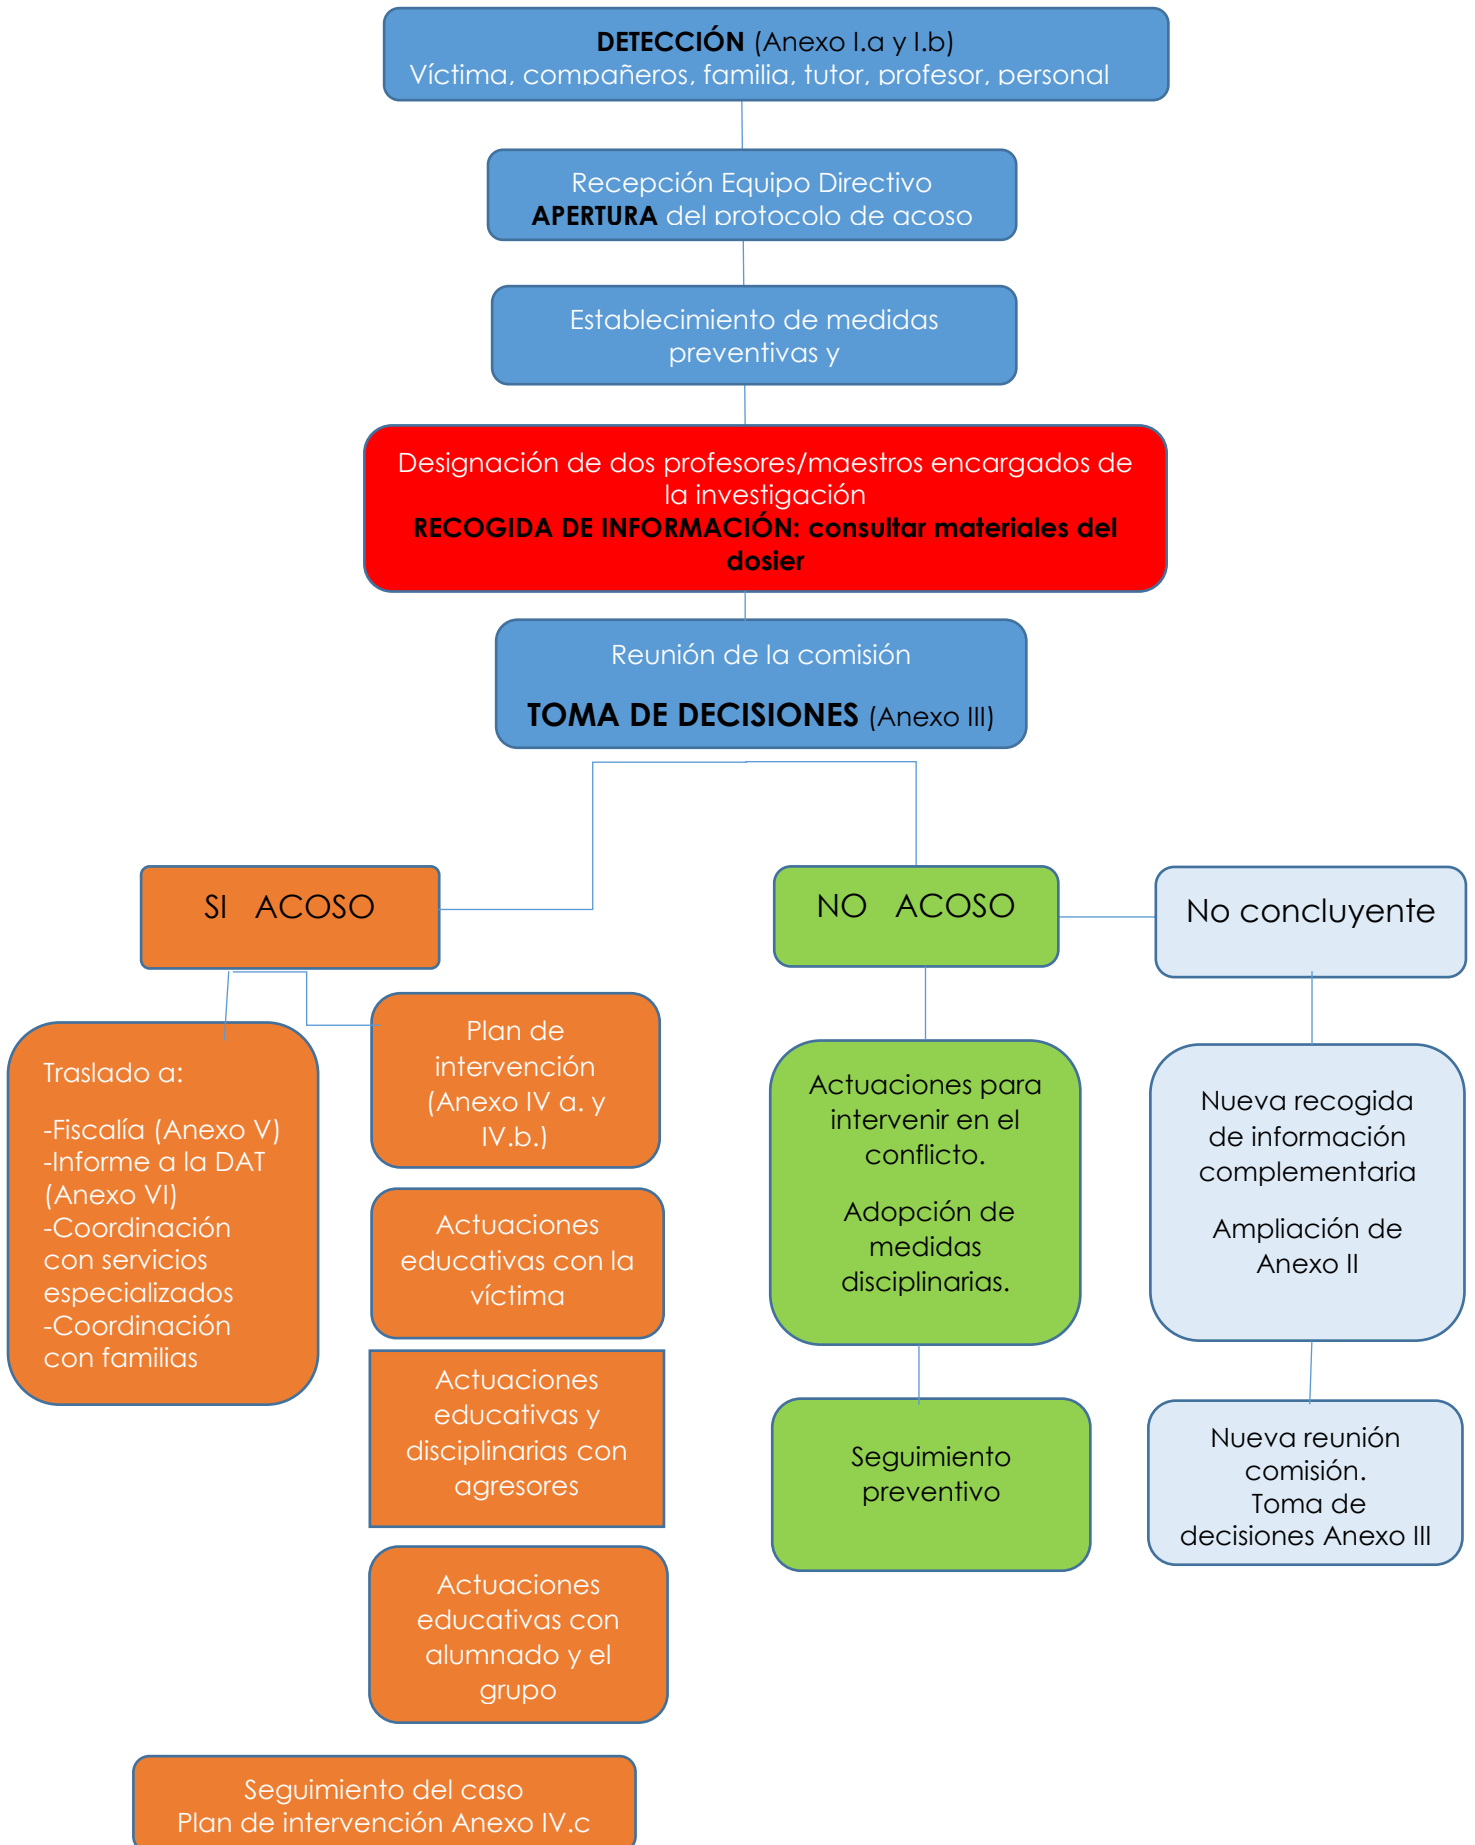 DETECCIÓN (Anexo I.a y I.b)
Víctima, compañeros, familia, tutor, profesor, personal
Recepción Equipo Directivo
APERTURA del protocolo de acoso
Establecimiento de medidas
preventivas y
Designación de dos profesores/maestros encargados de
la investigación
RECOGIDA DE INFORMACIÓN: consultar materiales del
dosier
Reunión de la comisión
TOMA DE DECISIONES (Anexo III)
SI ACOSO
NO ACOSO
No concluyente
Traslado a:
-Fiscalía (Anexo V)
-Informe a la DAT
(Anexo VI)
-Coordinación
con servicios
especializados
-Coordinación
con familias
Plan de
intervención
(Anexo IV a. y
IV.b.)
Actuaciones
educativas con la
víctima
Actuaciones
educativas y
disciplinarias con
agresores
Actuaciones
educativas con
alumnado y el
grupo
Seguimiento del caso
Plan de intervención Anexo IV.c
Actuaciones para
intervenir en el
conflicto.
Adopción de
medidas
disciplinarias.
Seguimiento
preventivo
Nueva recogida
de información
complementaria
Ampliación de
Anexo II
Nueva reunión
comisión.
Toma de
decisiones Anexo III